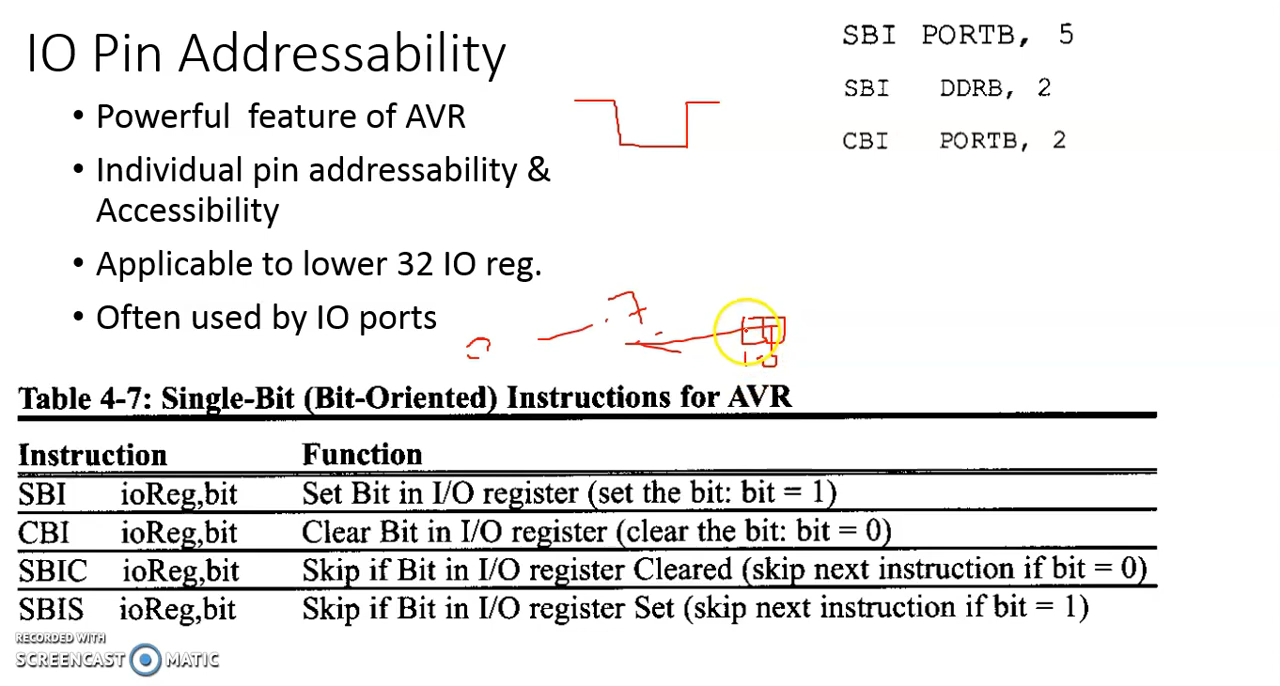 IO Pin Addressability
• Powerful feature of AVR
• Individual pin addressability &
Accessibility
• Applicable to lower 32 IO reg.
• Often used by IO ports
SBI PORTB, 5
SBI DDRB, 2
CBI PORTB, 2
0
7
Table 4-7: Single-Bit (Bit-Oriented) Instructions for AVR
Instruction Function
SBI ioReg,bit Set Bit in I/O register (set the bit: bit = 1)
CBI ioReg,bit Clear Bit in I/O register (clear the bit: bit = 0)
SBIC ioReg,bit Skip if Bit in I/O register Cleared (skip next instruction if bit = 0)
SBIS ioReg,bit Skip if Bit in I/O register Set (skip next instruction if bit = 1)
RECORDED WITH
SCREENCAST MATIC